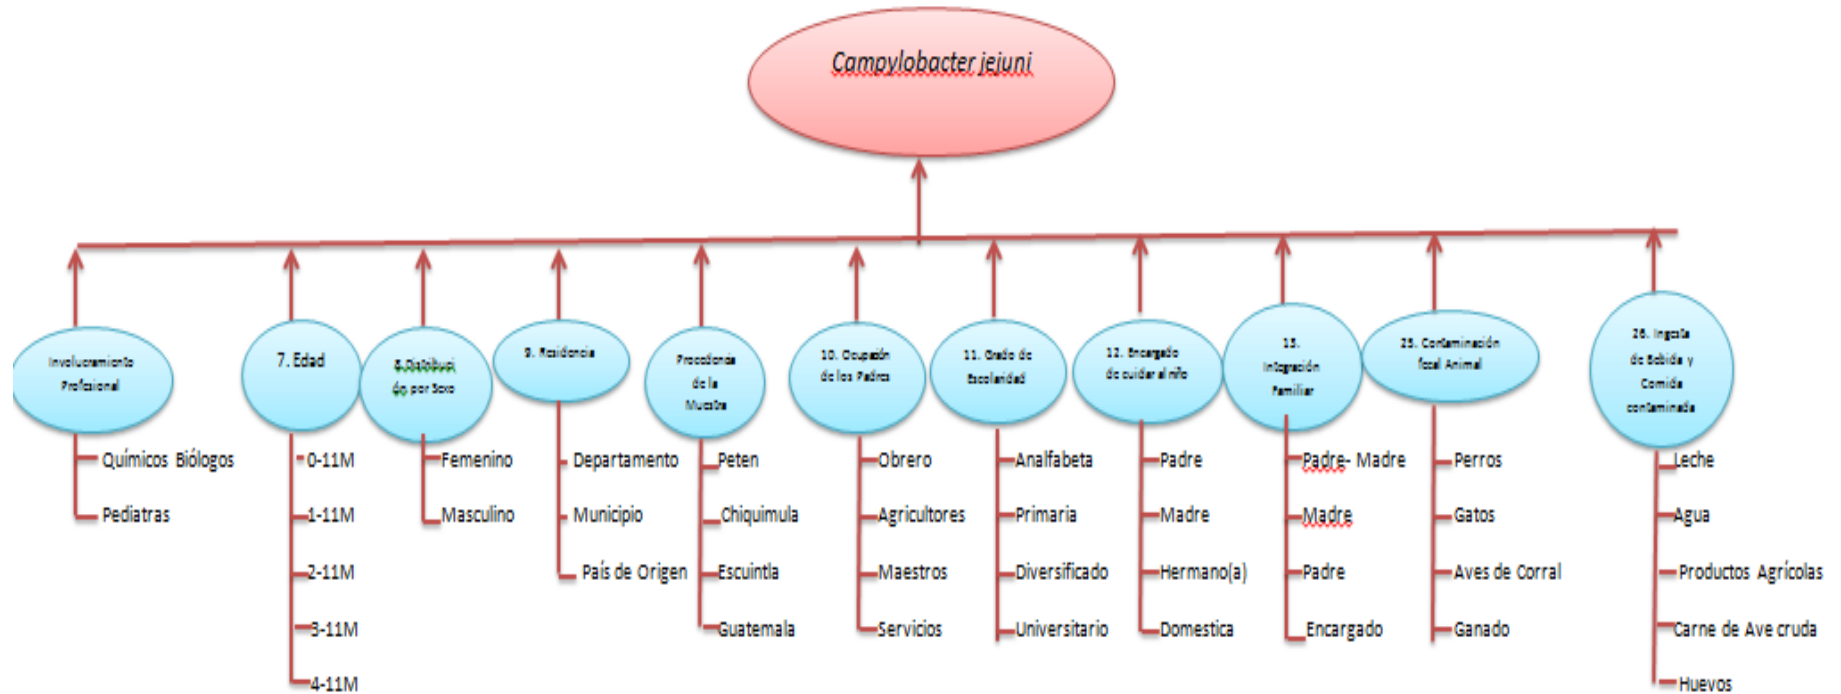 Campylobacter jejuni
Involucramiento
Profesional
Químicos Biólogos
Pediatras
7. Edad
0-11M
1-11M
2-11M
3-11M
4-11M
8.Distribuci
ón por Sexo
Femenino
Masculino
9. Residencia
Departamento
Municipio
País de Origen
Procedencia
de la
Muestra
Peten
Chiquimula
Escuintla
Guatemala
10. Ocupación
de los Padres
Obrero
Agricultores
Maestros
Servicios
11. Grado de
Escolaridad
Analfabeta
Primaria
Diversificado
Universitario
12. Encargado
de cuidar al niño
Padre
Madre
Hermano(a)
Domestica
13.
Integración
Familiar
Padre- Madre
Madre
Padre
Encargado
25. Contaminación
fecal Animal
Perros
Gatos
Aves de Corral
Ganado
26. Ingesta
de Bebida y
Comida
contaminada
Leche
Agua
Productos Agrícolas
Carne de Ave cruda
Huevos